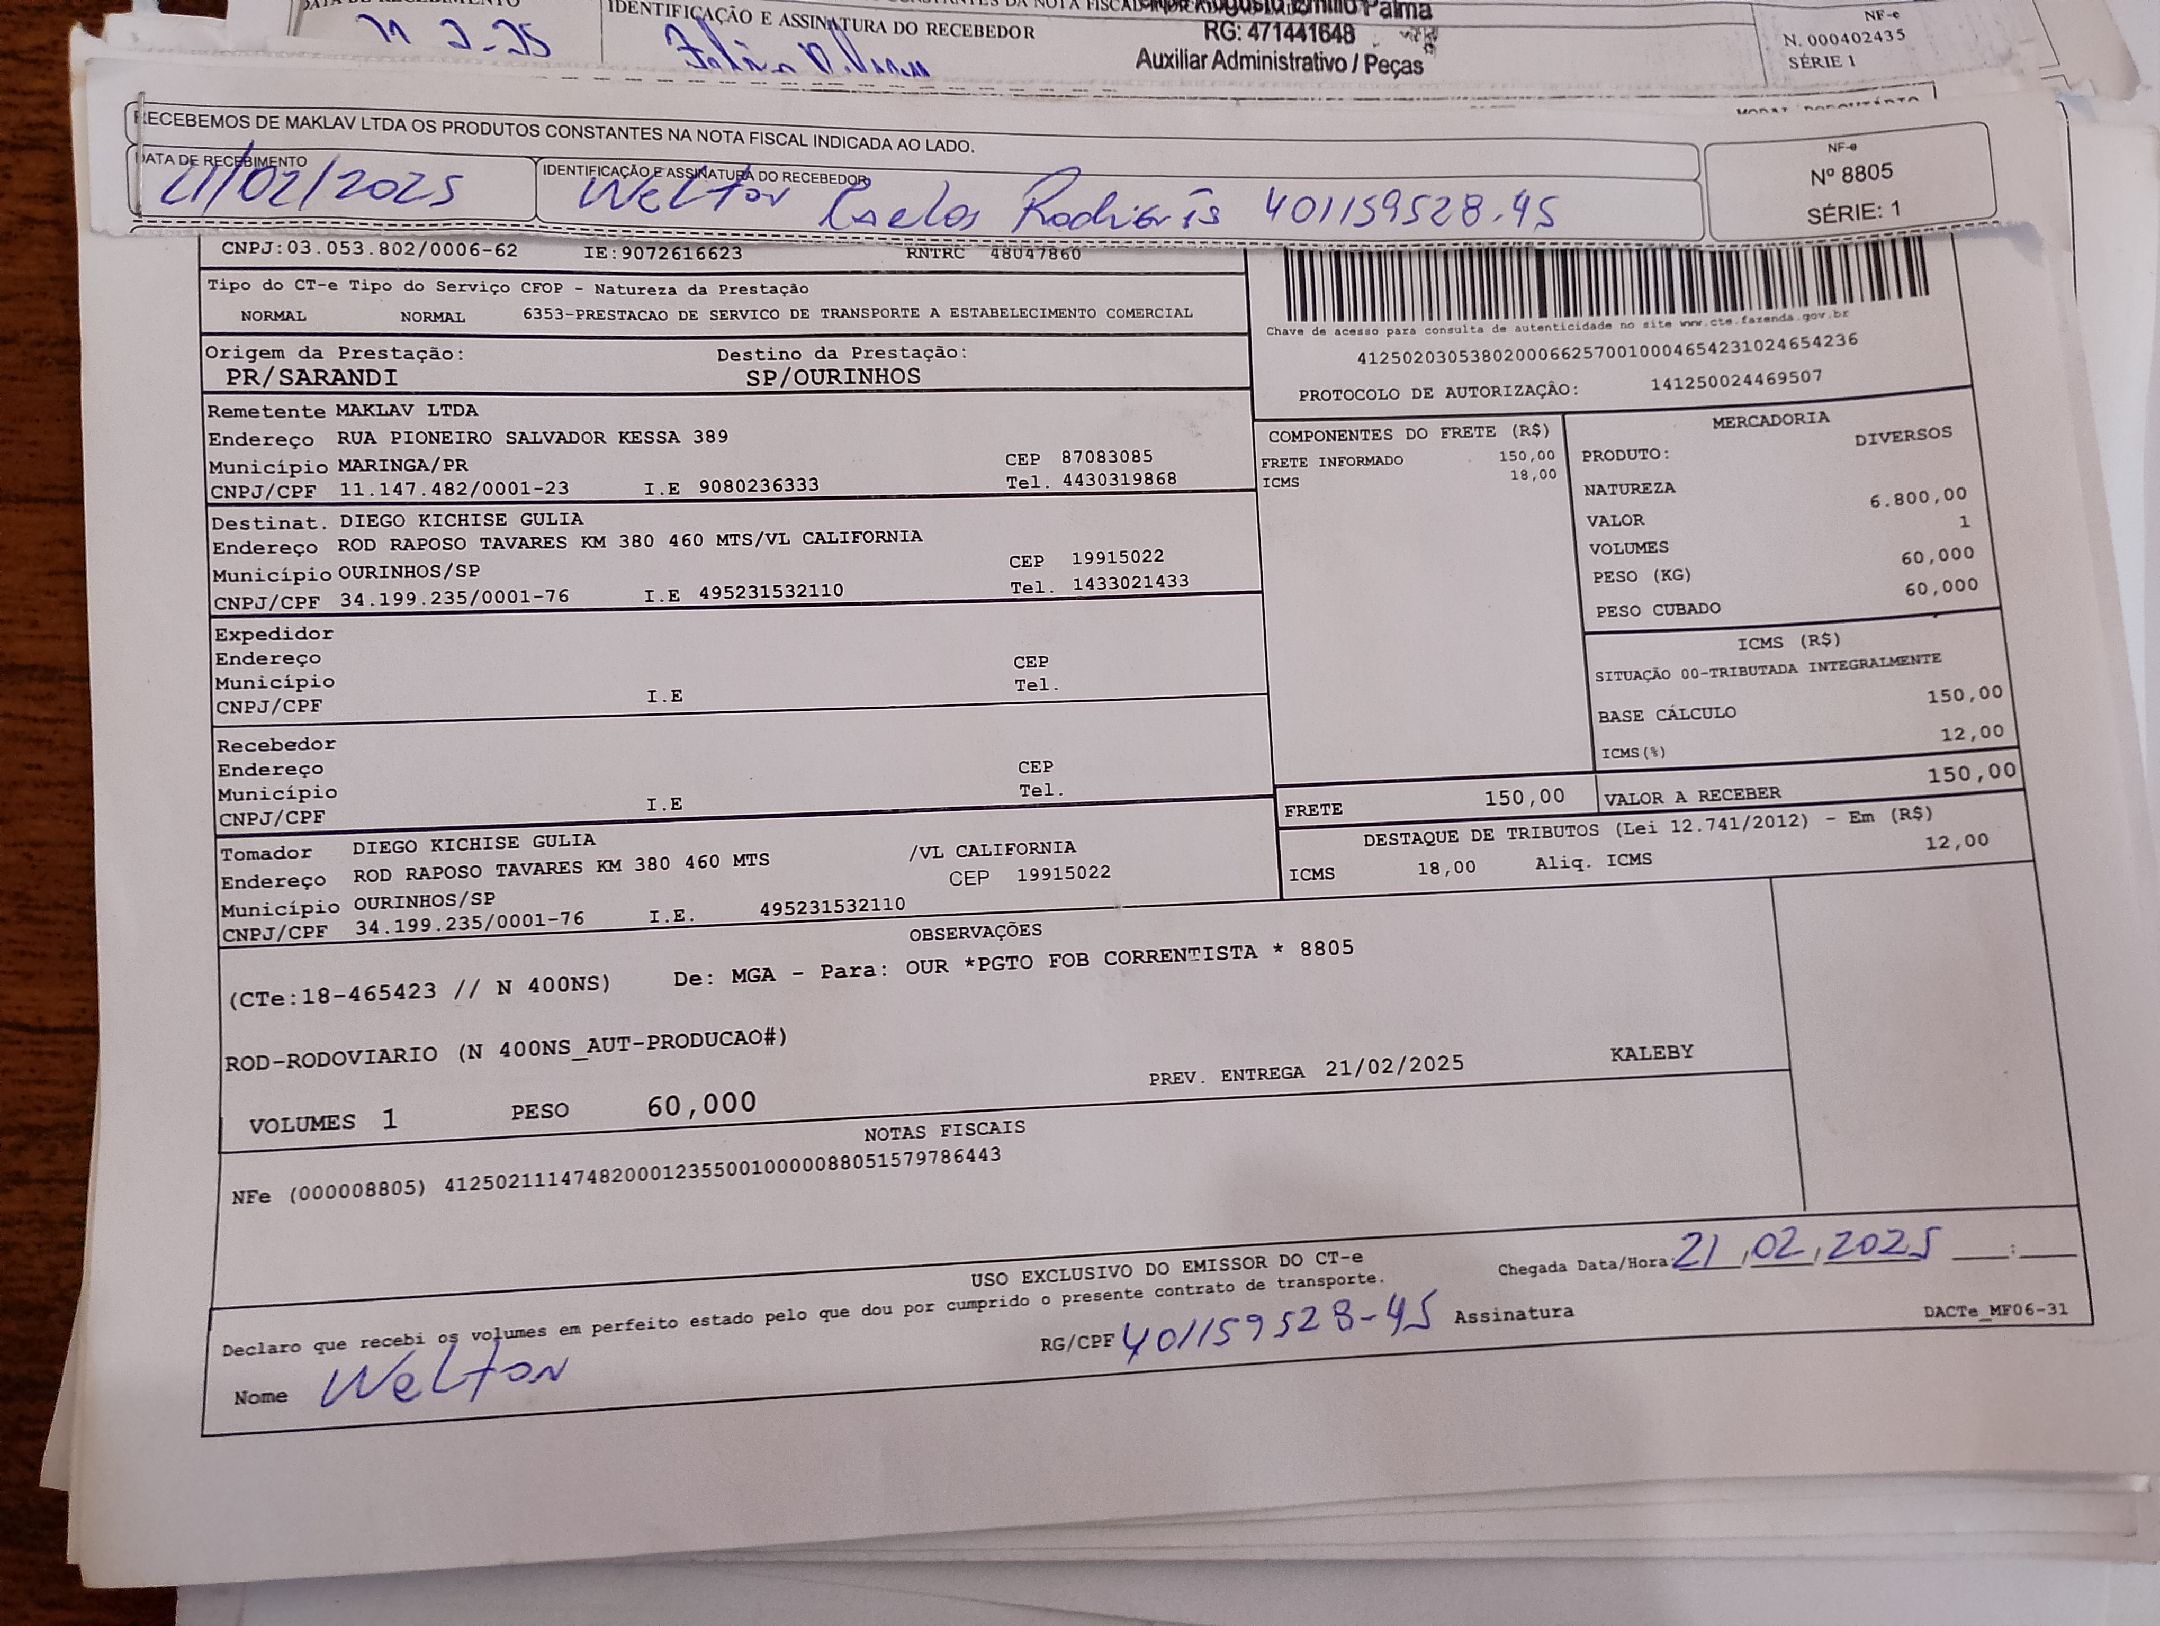 IDENTIFICAÇÃO E ASSINATURA DO RECEBEDOR
Palma
RG: 471441648
Auxiliar Administrativo / Peças
NF-e
N. 000402435
SÉRIE 1
RECEBEMOS DE MAKLAV LTDA OS PRODUTOS CONSTANTES NA NOTA FISCAL INDICADA AO LADO.
DATA DE RECEBIMENTO
21/02/2025
IDENTIFICAÇÃO E ASSINATURA DO RECEBEDOR
Welton 401159528-45
NF-e
Nº 8805
SÉRIE: 1
CNPJ:03.053.802/0006-62 IE:9072616623 RNTRC 48047860
Tipo do CT-e Tipo do Serviço CFOP - Natureza da Prestação
NORMAL NORMAL 6353-PRESTACAO DE SERVICO DE TRANSPORTE A ESTABELECIMENTO COMERCIAL
Origem da Prestação: Destino da Prestação:
PR/SARANDI SP/OURINHOS
Chave de acesso para consulta de autenticidade no site www.cte.fazenda.gov.br
41250203053802000662570010004654231024654236
PROTOCOLO DE AUTORIZAÇÃO: 141250024469507
Remetente MAKLAV LTDA
Endereço RUA PIONEIRO SALVADOR KESSA 389
Município MARINGA/PR CEP 87083085
CNPJ/CPF 11.147.482/0001-23 I.E 9080236333 Tel. 4430319868
Destinat. DIEGO KICHISE GULIA
Endereço ROD RAPOSO TAVARES KM 380 460 MTS/VL CALIFORNIA
Município OURINHOS/SP CEP 19915022
CNPJ/CPF 34.199.235/0001-76 I.E 495231532110 Tel. 1433021433
Expedidor
Endereço
Município CEP
CNPJ/CPF I.E Tel.
Recebedor
Endereço
Município CEP
CNPJ/CPF I.E Tel.
Tomador DIEGO KICHISE GULIA
Endereço ROD RAPOSO TAVARES KM 380 460 MTS /VL CALIFORNIA
Município OURINHOS/SP CEP 19915022
CNPJ/CPF 34.199.235/0001-76 I.E. 495231532110
COMPONENTES DO FRETE (R$)
FRETE INFORMADO 150,00
ICMS 18,00
MERCADORIA
PRODUTO: DIVERSOS
NATUREZA
VALOR 6.800,00
VOLUMES 1
PESO (KG) 60,000
PESO CUBADO 60,000
ICMS (R$)
SITUAÇÃO 00-TRIBUTADA INTEGRALMENTE
BASE CÁLCULO 150,00
ICMS(%) 12,00
FRETE 150,00 VALOR A RECEBER 150,00
DESTAQUE DE TRIBUTOS (Lei 12.741/2012) - Em (R$)
ICMS 18,00 Aliq. ICMS 12,00
OBSERVAÇÕES
(CTe:18-465423 // N 400NS) De: MGA - Para: OUR *PGTO FOB CORRENTISTA * 8805
ROD-RODOVIARIO (N 400NS_AUT-PRODUCAO#)
PREV. ENTREGA 21/02/2025 KALEBY
VOLUMES 1 PESO 60,000
NOTAS FISCAIS
NFe (000008805) 41250211147482000123550010000088051579786443
USO EXCLUSIVO DO EMISSOR DO CT-e
Declaro que recebi os volumes em perfeito estado pelo que dou por cumprido o presente contrato de transporte.
Chegada Data/Hora: 21,02,2025 ___:___
Nome Welton RG/CPF 401159528-45 Assinatura
DACTe_MF06-31